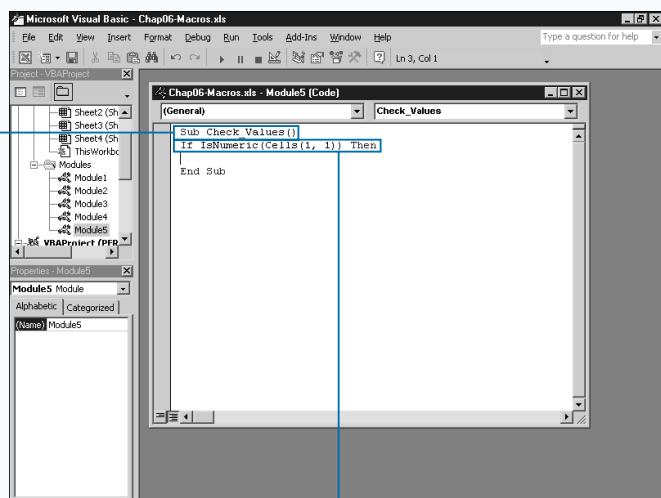 Microsoft Visual Basic - Chap06-Macros.xls
File Edit View Insert Format Debug Run Tools Add-Ins Window Help
Type a question for help
Ln 3, Col 1
Project - VBAProject
Sheet2 (Sh
Sheet3 (Sh
Sheet4 (Sh
ThisWorkbc
Modules
Module1
Module2
Module3
Module4
Module5
VBAProject (PER
Properties - Module5
Module5 Module
Alphabetic Categorized
(Name) Module5
Chap06-Macros.xls - Module5 (Code)
(General) Check_Values
Sub Check_Values()
If IsNumeric(Cells(1, 1)) Then
End Sub